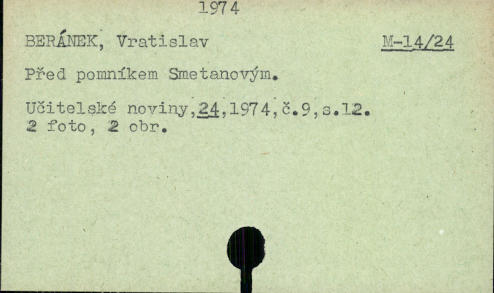 1974
BERÁNEK, Vratislav M-14/24
Před pomníkem Smetanovým.
Učitelské noviny,24,1974,č.9,s.12.
2 foto, 2 obr.